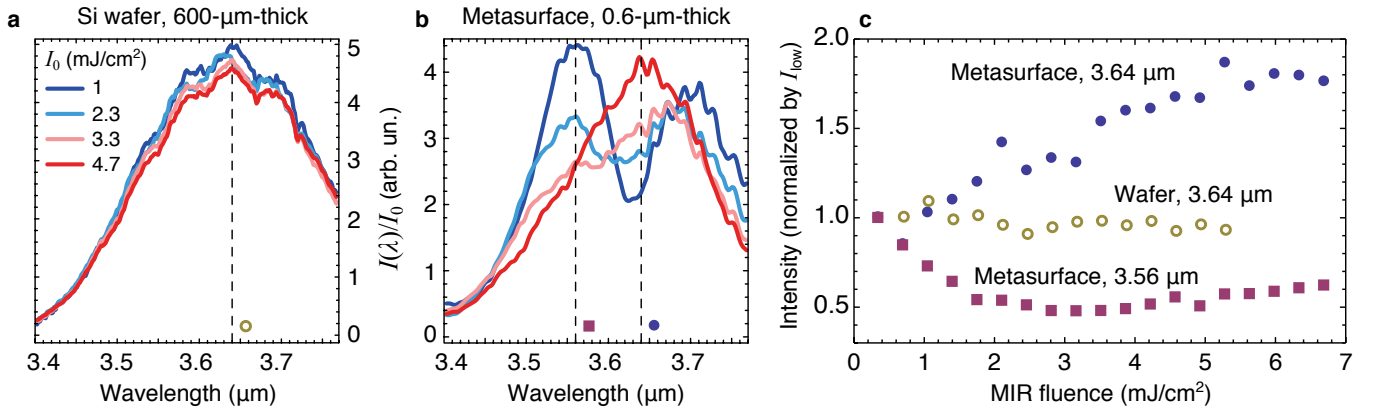 a
Si wafer, 600-μm-thick
I₀ (mJ/cm²)
1
2.3
3.3
4.7
5
4
3
2
1
0
3.4
3.5
3.6
3.7
Wavelength (μm)
b
Metasurface, 0.6-μm-thick
I(λ)/I₀ (arb. un.)
4
3
2
1
0
3.4
3.5
3.6
3.7
Wavelength (μm)
c
Intensity (normalized by I_low)
2.0
1.5
1.0
0.5
Metasurface, 3.64 μm
Wafer, 3.64 μm
Metasurface, 3.56 μm
0
1
2
3
4
5
6
7
MIR fluence (mJ/cm²)